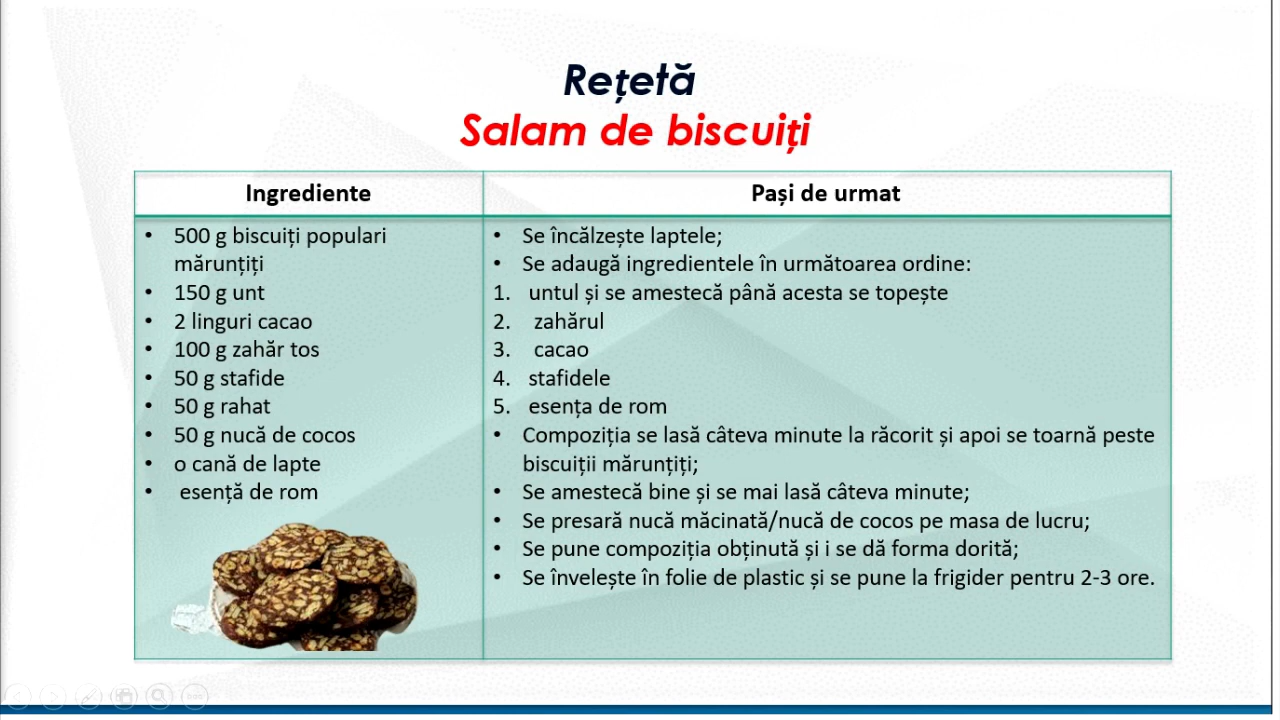 Rețetă
Salam de biscuiți
Ingrediente
• 500 g biscuiți populari
mărunțiți
• 150 g unt
• 2 linguri cacao
• 100 g zahăr tos
• 50 g stafide
• 50 g rahat
• 50 g nucă de cocos
• o cană de lapte
• esență de rom
Pași de urmat
• Se încălzește laptele;
• Se adaugă ingredientele în următoarea ordine:
1. untul și se amestecă până acesta se topește
2. zahărul
3. cacao
4. stafidele
5. esența de rom
• Compoziția se lasă câteva minute la răcorit și apoi se toarnă peste
biscuiții mărunțiți;
• Se amestecă bine și se mai lasă câteva minute;
• Se presară nucă măcinată/nucă de cocos pe masa de lucru;
• Se pune compoziția obținută și i se dă forma dorită;
• Se învelește în folie de plastic și se pune la frigider pentru 2-3 ore.